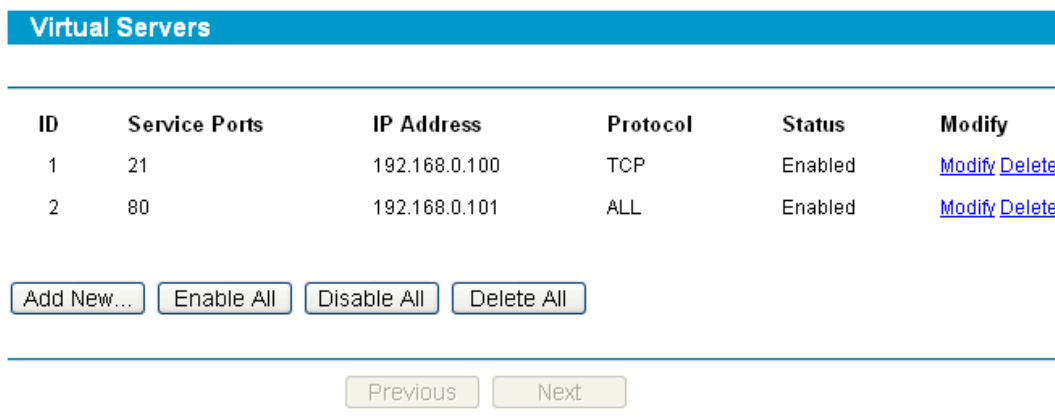 Virtual Servers
ID Service Ports IP Address Protocol Status Modify
1 21 192.168.0.100 TCP Enabled Modify Delete
2 80 192.168.0.101 ALL Enabled Modify Delete
Add New... Enable All Disable All Delete All
Previous Next